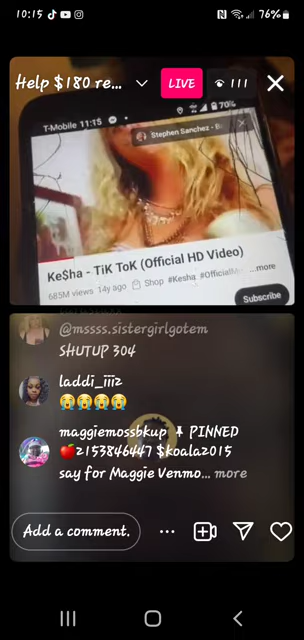 10:15 76%
Help $180 re... LIVE 111
T-Mobile 11:15 70%
Stephen Sanchez - B
Ke$ha - TiK ToK (Official HD Video)
685M views 14y ago Shop #Kesha #OfficialM ...more
Subscribe
@mssss.sistergirlgotem
SHUTUP 304
laddi_iiiz
😭😭😭😭
maggiemossbkup 📌 PINNED
🍎2153846447 $koala2015
say for Maggie Venmo... more
Add a comment.